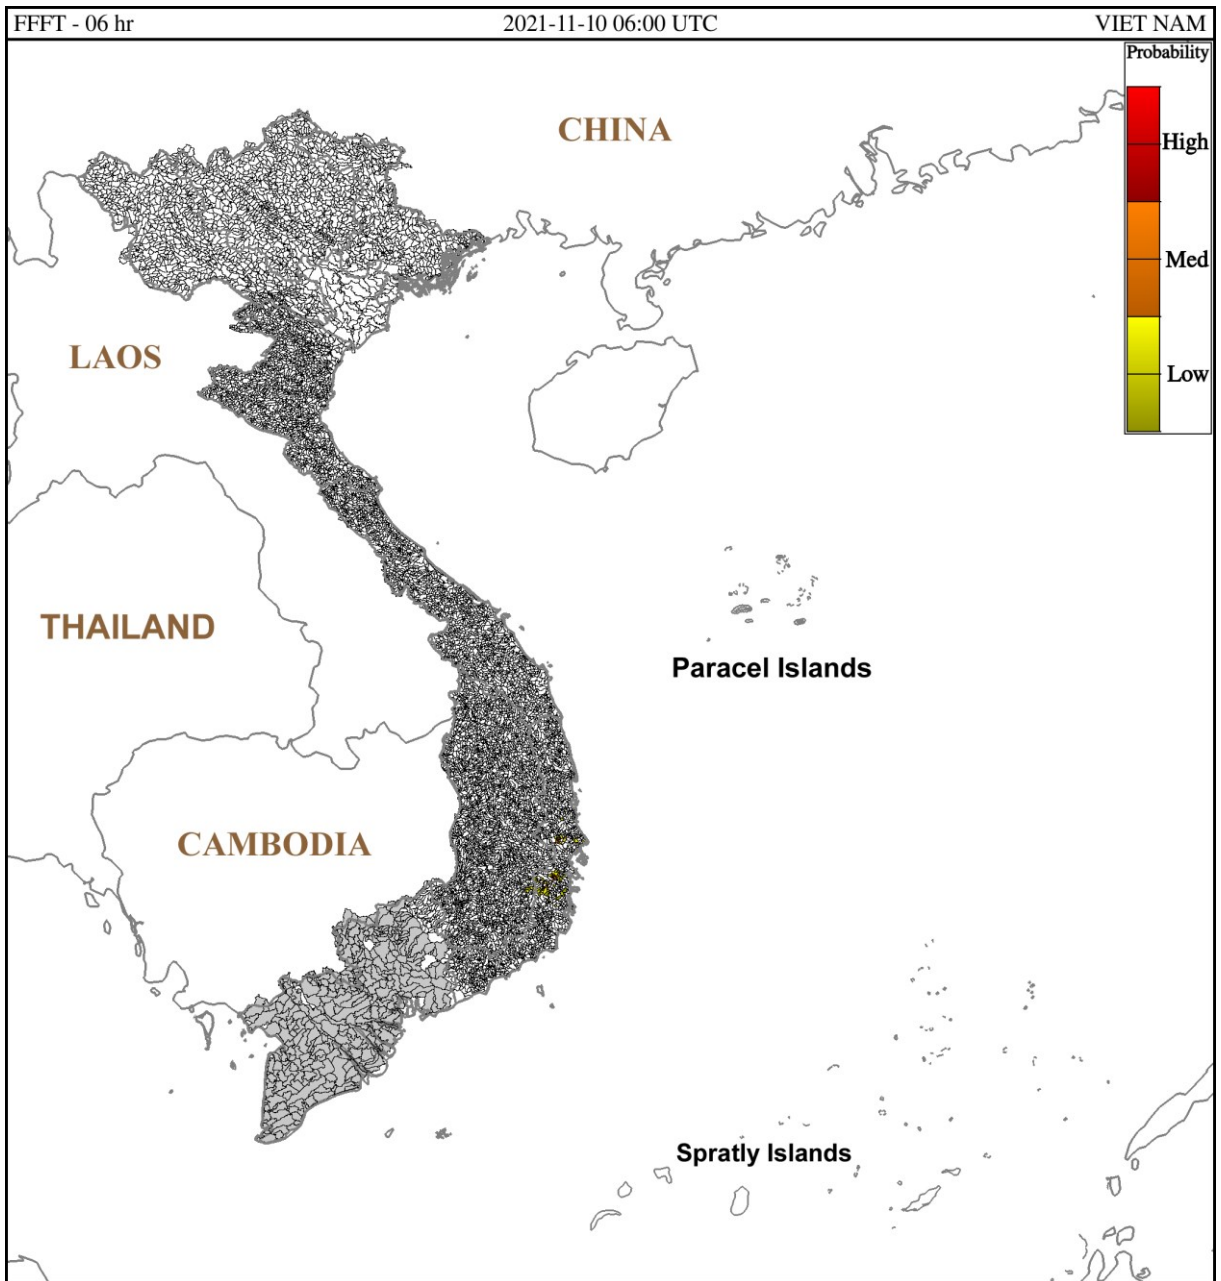 FFFT - 06 hr 2021-11-10 06:00 UTC VIET NAM
Probability
CHINA
High
Med
LAOS
Low
THAILAND
Paracel Islands
CAMBODIA
Spratly Islands